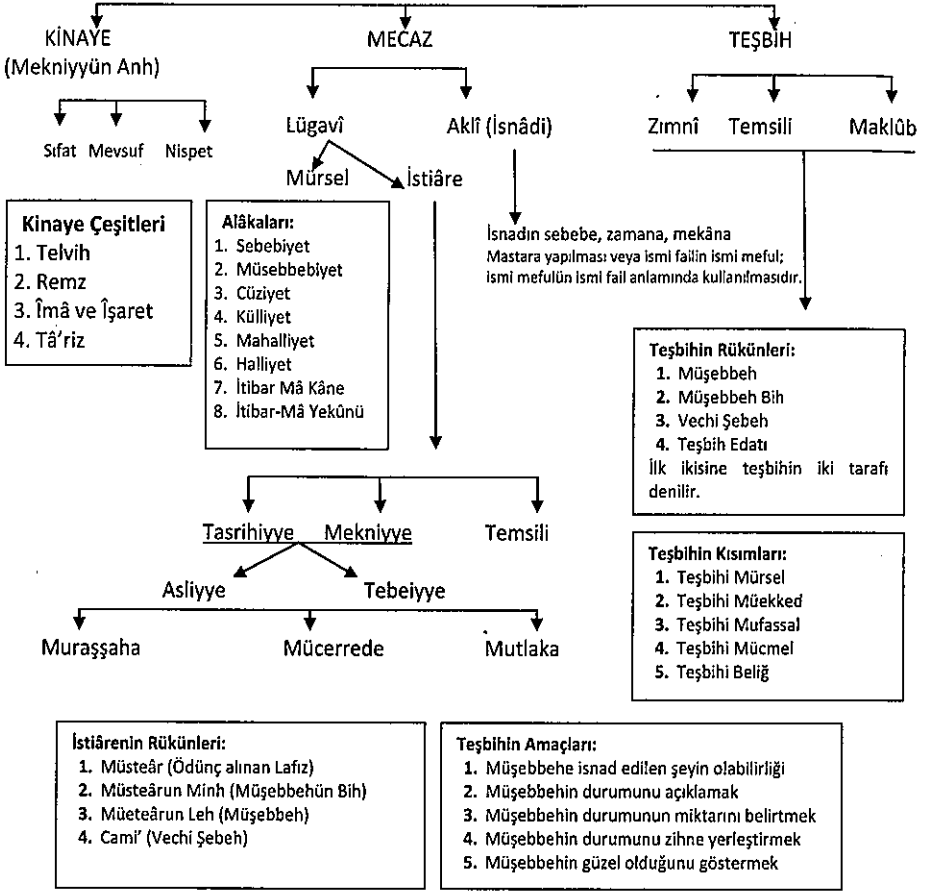 KİNAYE
(Mekniyyün Anh)
MECAZ
TEŞBİH
Sıfat Mevsuf Nispet
Lügavî
Aklî (İsnâdi)
Zımnî Temsili Maklûb
Mürsel
İstiâre
Kinaye Çeşitleri
1. Telvih
2. Remz
3. Îmâ ve Îşaret
4. Tâ'riz
Alâkaları:
1. Sebebiyet
2. Müsebbebiyet
3. Cüziyet
4. Külliyet
5. Mahalliyet
6. Halliyet
7. İtibar Mâ Kâne
8. İtibar-Mâ Yekûnü
İsnadın sebebe, zamana, mekâna
Mastara yapılması veya ismi failin ismi meful;
ismi mefulün ismi fail anlamında kullanılmasıdır.
Teşbihin Rükünleri:
1. Müşebbeh
2. Müşebbeh Bih
3. Vechi Şebeh
4. Teşbih Edatı
İlk ikisine teşbihin iki tarafı
denilir.
Tasrihiyye Mekniyye Temsili
Asliyye Tebeiyye
Muraşşaha Mücerrede Mutlaka
Teşbihin Kısımları:
1. Teşbihi Mürsel
2. Teşbihi Müekked
3. Teşbihi Mufassal
4. Teşbihi Mücmel
5. Teşbihi Beliğ
İstiârenin Rükünleri:
1. Müsteâr (Ödünç alınan Lafız)
2. Müsteârun Minh (Müşebbehün Bih)
3. Müeteârun Leh (Müşebbeh)
4. Cami' (Vechi Şebeh)
Teşbihin Amaçları:
1. Müşebbehe isnad edilen şeyin olabilirliği
2. Müşebbehin durumunu açıklamak
3. Müşebbehin durumunun miktarını belirtmek
4. Müşebbehin durumunu zihne yerleştirmek
5. Müşebbehin güzel olduğunu göstermek